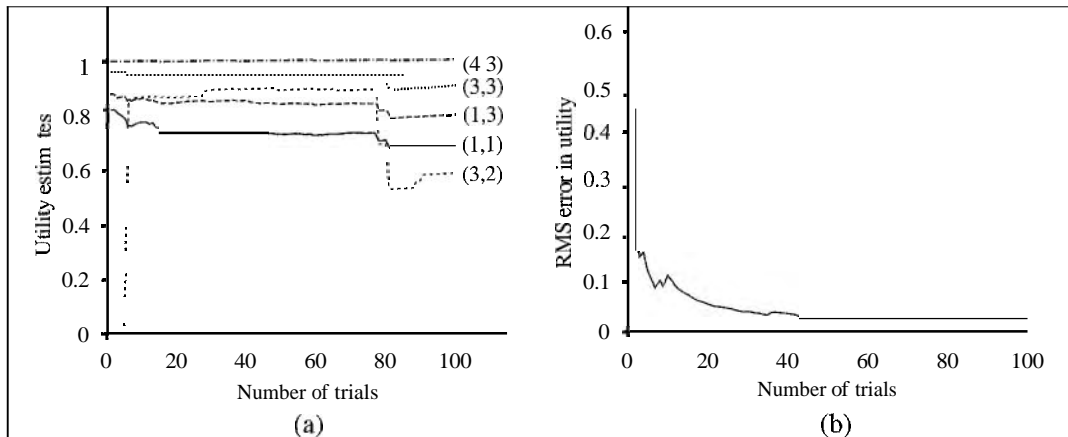 1
0.8
0.6
0.4
0.2
0
Utility estim tes
(4 3)
(3,3)
(1,3)
(1,1)
(3,2)
0 20 40 60 80 100
Number of trials
(a)
0.6
0.5
0.4
0.3
0.2
0.1
0
RMS error in utility
0 20 40 60 80 100
Number of trials
(b)